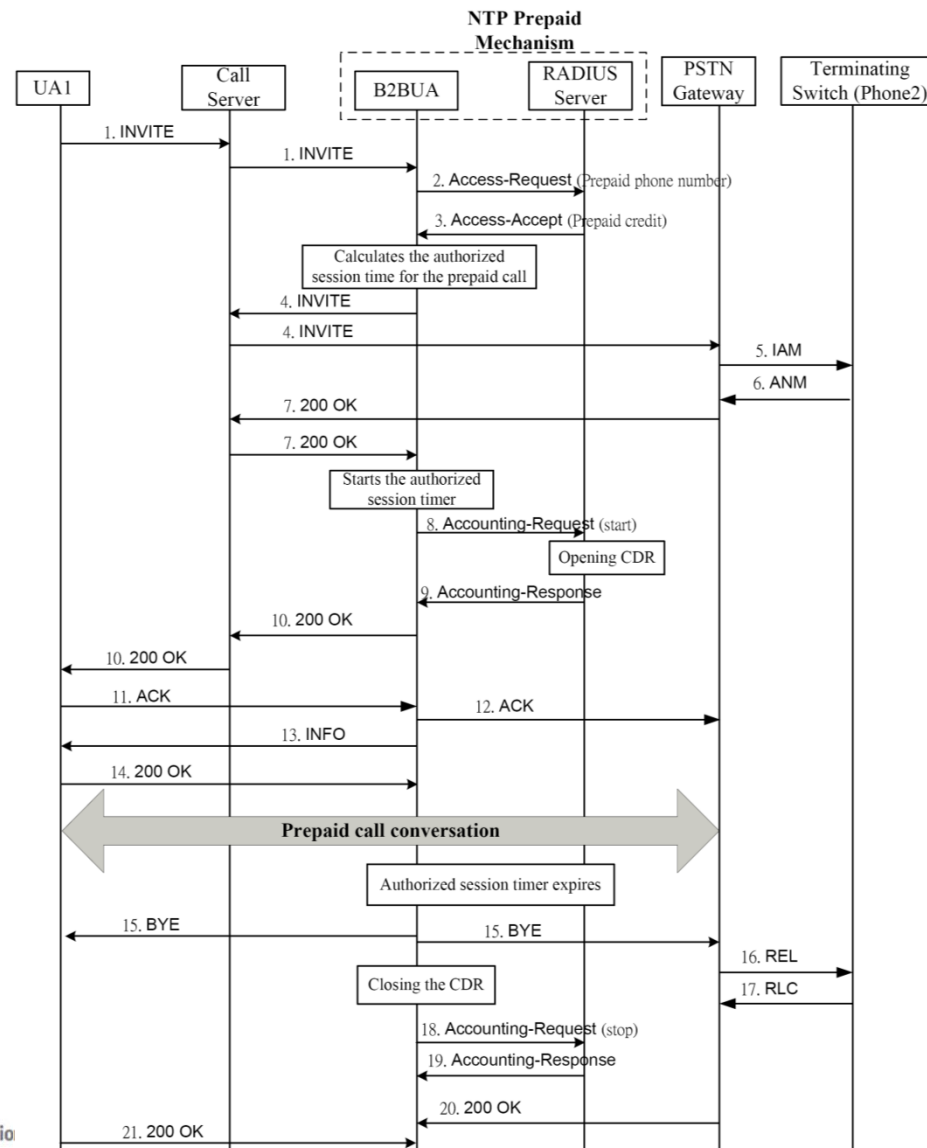 NTP Prepaid
Mechanism
UA1
Call
Server
B2BUA
RADIUS
Server
PSTN
Gateway
Terminating
Switch (Phone2)
1. INVITE
1. INVITE
2. Access-Request (Prepaid phone number)
3. Access-Accept (Prepaid credit)
Calculates the authorized
session time for the prepaid call
4. INVITE
4. INVITE
5. IAM
6. ANM
7. 200 OK
7. 200 OK
Starts the authorized
session timer
8. Accounting-Request (start)
Opening CDR
9. Accounting-Response
10. 200 OK
10. 200 OK
11. ACK
12. ACK
13. INFO
14. 200 OK
Prepaid call conversation
Authorized session timer expires
15. BYE
15. BYE
16. REL
Closing the CDR
17. RLC
18. Accounting-Request (stop)
19. Accounting-Response
20. 200 OK
21. 200 OK